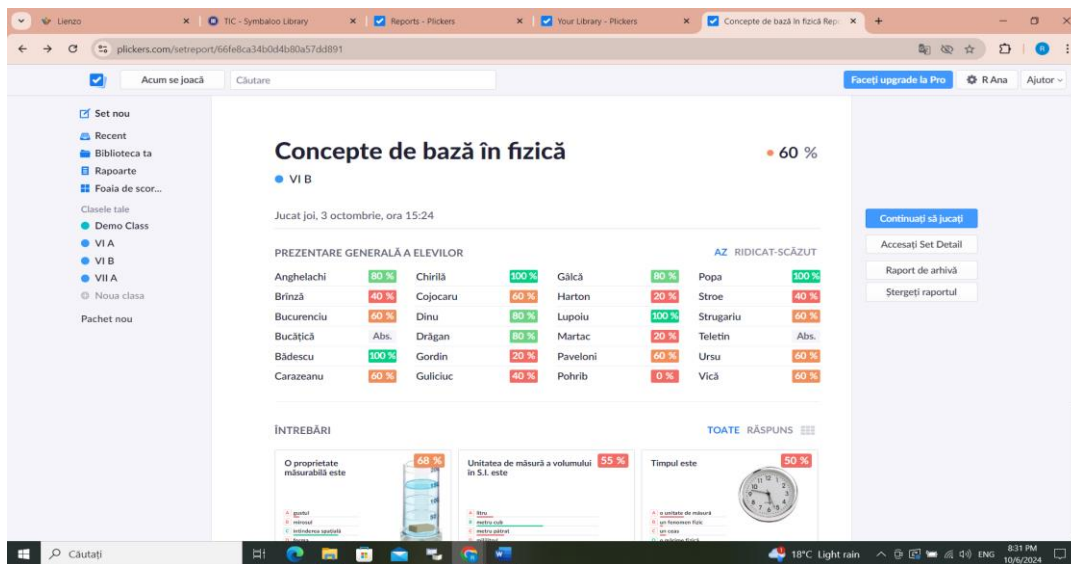 Lienzo
TIC - Symbaloo Library
Reports - Plickers
Your Library - Plickers
Concepte de bază în fizică Rep
plickers.com/setreport/66fe8ca34b0d4b80a57dd891
R
Acum se joacă
Căutare
Faceți upgrade la Pro
R Ana
Ajutor
Set nou
Recent
Biblioteca ta
Rapoarte
Foaia de scor...
Clasele tale
Demo Class
VI A
VI B
VII A
Noua clasa
Pachet nou
Concepte de bază în fizică
60 %
VI B
Jucat joi, 3 octombrie, ora 15:24
PREZENTARE GENERALĂ A ELEVILOR
AZ RIDICAT-SCĂZUT
Anghelachi 80 % Chirilă 100 % Gâlcă 80 % Popa 100 %
Brînză 40 % Cojocaru 60 % Harton 20 % Stroe 40 %
Bucurenciu 60 % Dinu 80 % Lupoiu 100 % Strugariu 60 %
Bucățică Abs. Drăgan 80 % Martac 20 % Teletin Abs.
Bădescu 100 % Gordin 20 % Paveloni 60 % Ursu 60 %
Carazeanu 60 % Guliciuc 40 % Pohrib 0 % Vică 60 %
Continuați să jucați
Accesați Set Detail
Raport de arhivă
Ștergeți raportul
ÎNTREBĂRI
TOATE RĂSPUNS
O proprietate
măsurabilă este
68 %
A gustul
B mirosul
C întinderea spațială
Unitatea de măsură a volumului
în S.I. este
55 %
A litru
B metru cub
C metru pătrat
Timpul este
50 %
A o unitate de măsură
B un fenomen fizic
C un ceas
Căutați
18°C Light rain
ENG
8:31 PM
10/6/2024